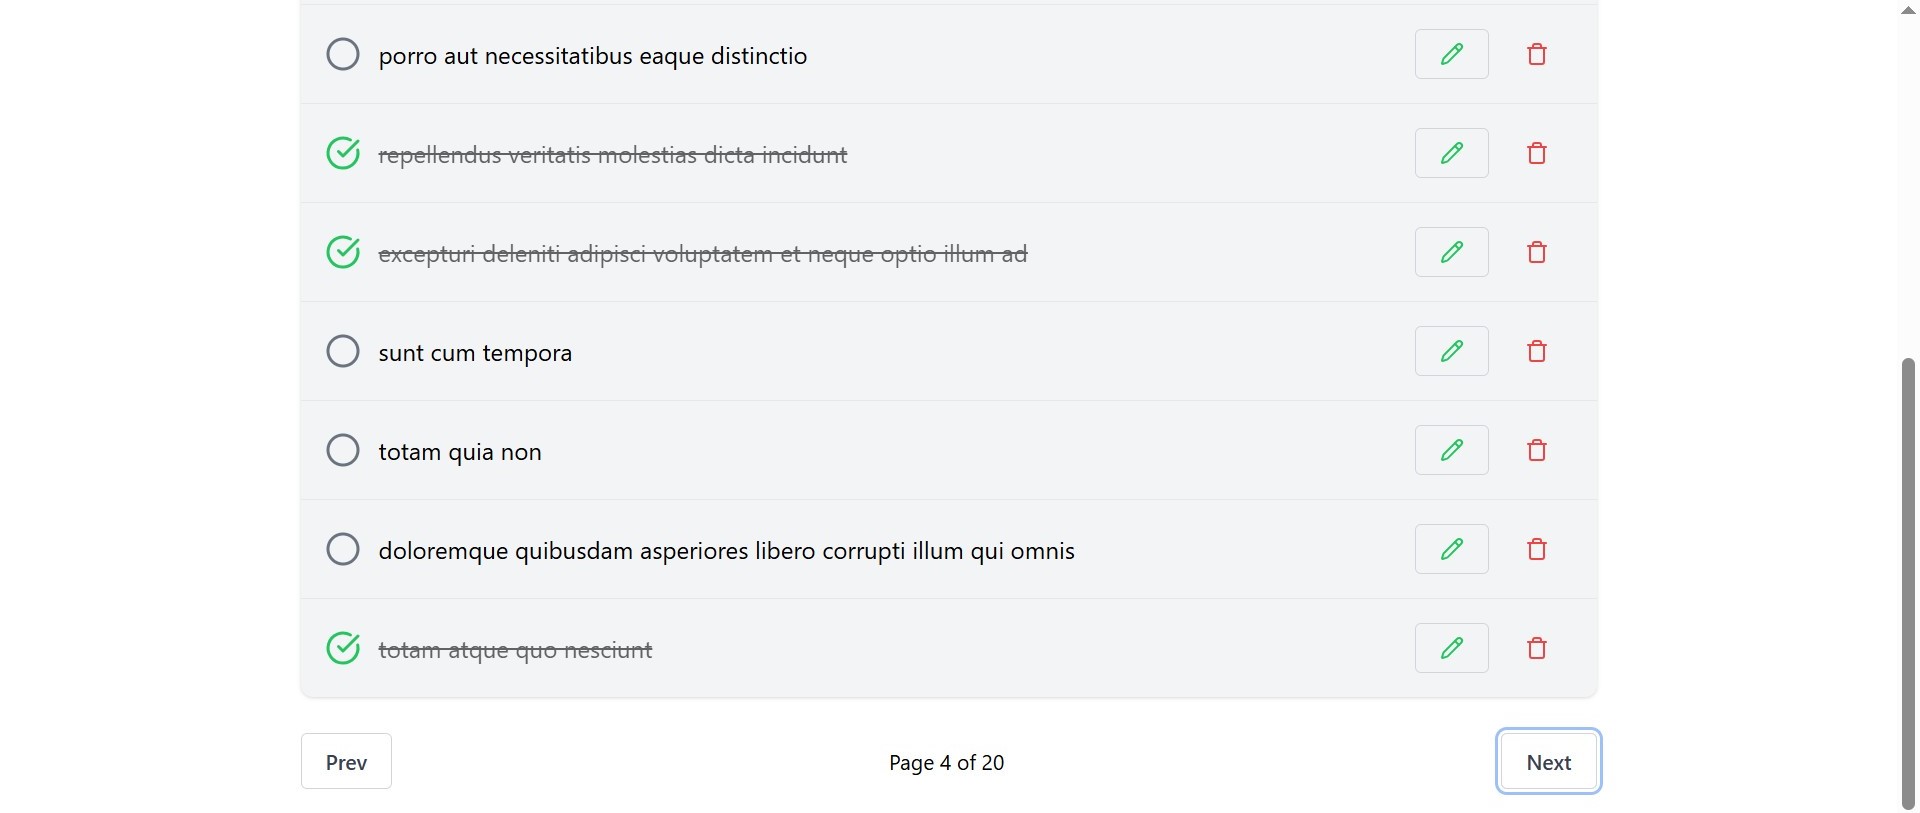 porro aut necessitatibus eaque distinctio
repellendus veritatis molestias dicta incidunt
excepturi deleniti adipisci voluptatem et neque optio illum ad
sunt cum tempora
totam quia non
doloremque quibusdam asperiores libero corrupti illum qui omnis
totam atque quo nesciunt
Prev
Page 4 of 20
Next